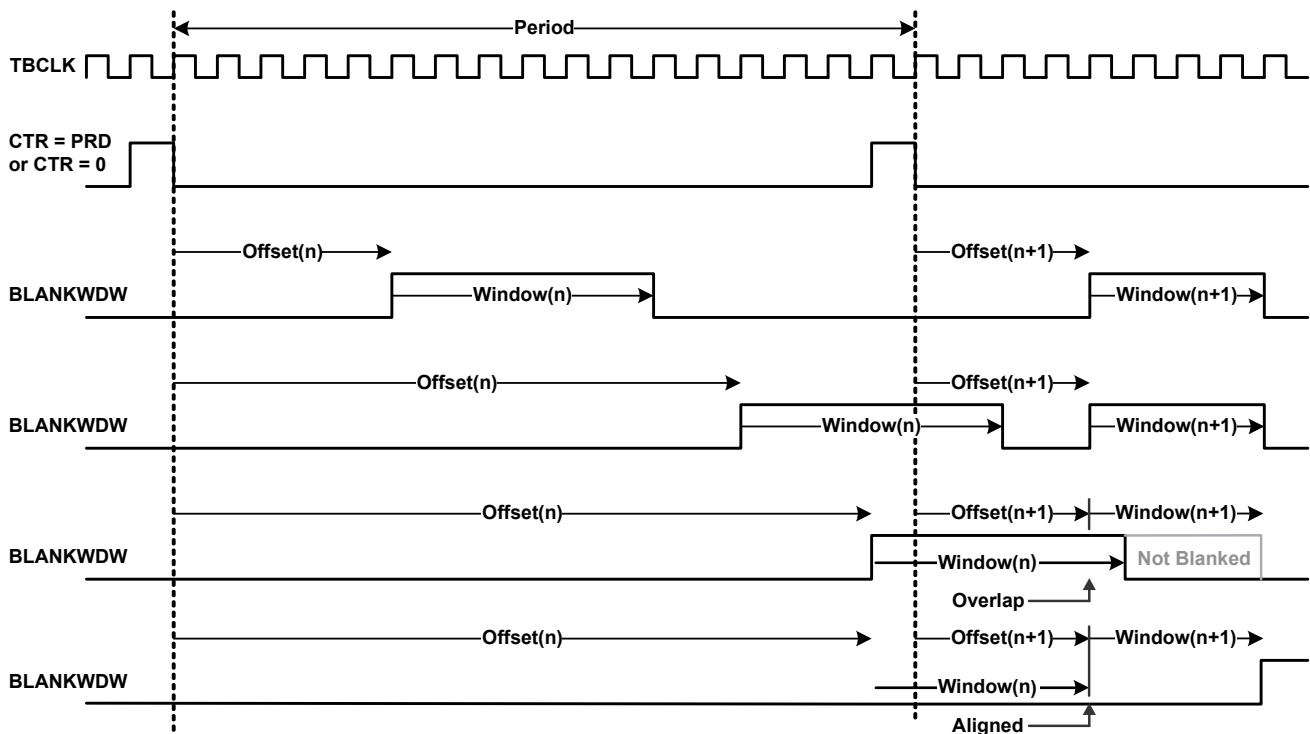 Period
TBCLK
CTR = PRD
or CTR = 0
Offset(n)
Offset(n+1)
BLANKWDW
Window(n)
Window(n+1)
Offset(n)
Offset(n+1)
BLANKWDW
Window(n)
Window(n+1)
Offset(n)
Offset(n+1)
Window(n+1)
BLANKWDW
Window(n)
Not Blanked
Overlap
Offset(n)
Offset(n+1)
Window(n+1)
BLANKWDW
Window(n)
Aligned